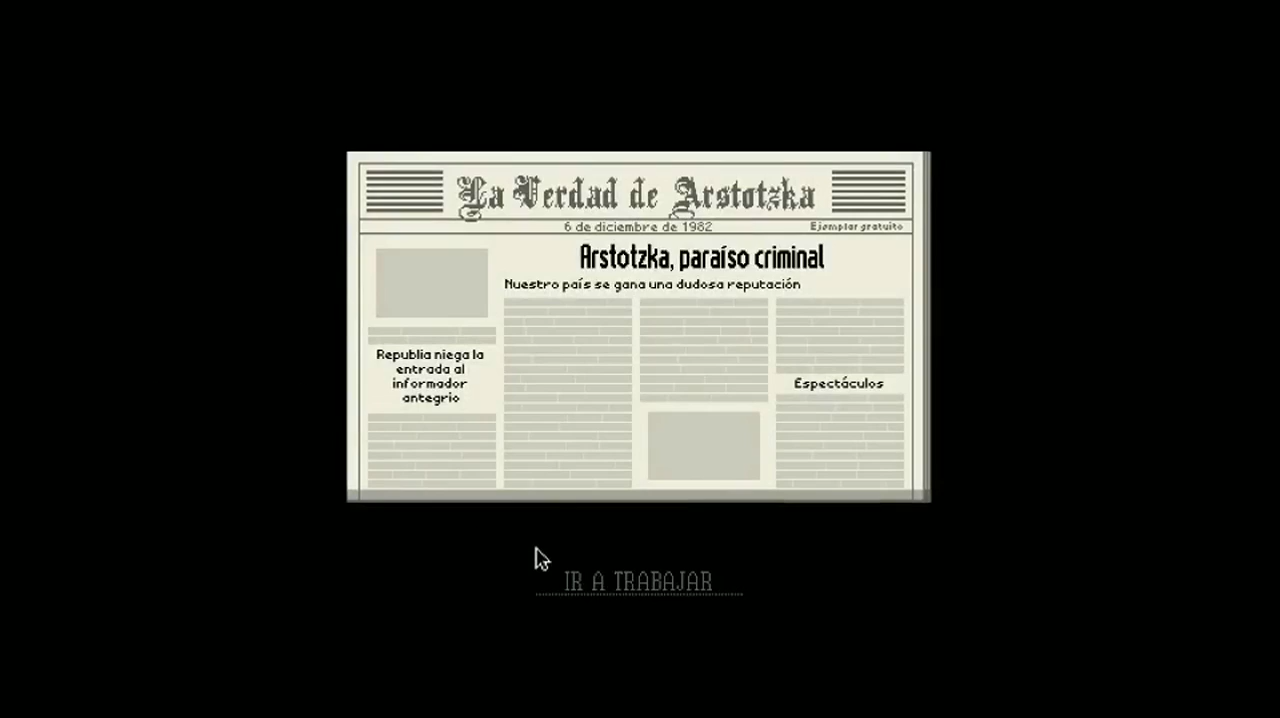 La Verdad de Arstotzka
6 de diciembre de 1982
Ejemplar gratuito
Arstotzka, paraíso criminal
Nuestro país se gana una dudosa reputación
Republia niega la
entrada al
informador
antegrio
Espectáculos
IR A TRABAJAR